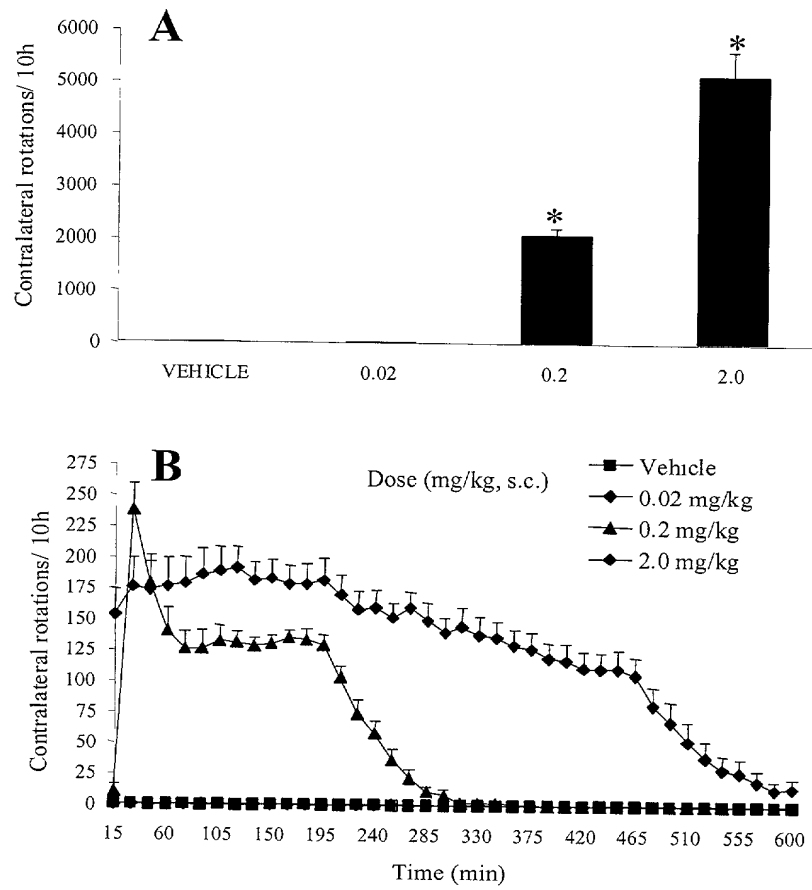 A
Contralateral rotations/ 10h
6000
5000
4000
3000
2000
1000
0
*
*
VEHICLE 0.02 0.2 2.0
B
Contralateral rotations/ 10h
275
250
225
200
175
150
125
100
75
50
25
0
Dose (mg/kg, s.c.)
Vehicle
0.02 mg/kg
0.2 mg/kg
2.0 mg/kg
15 60 105 150 195 240 285 330 375 420 465 510 555 600
Time (min)